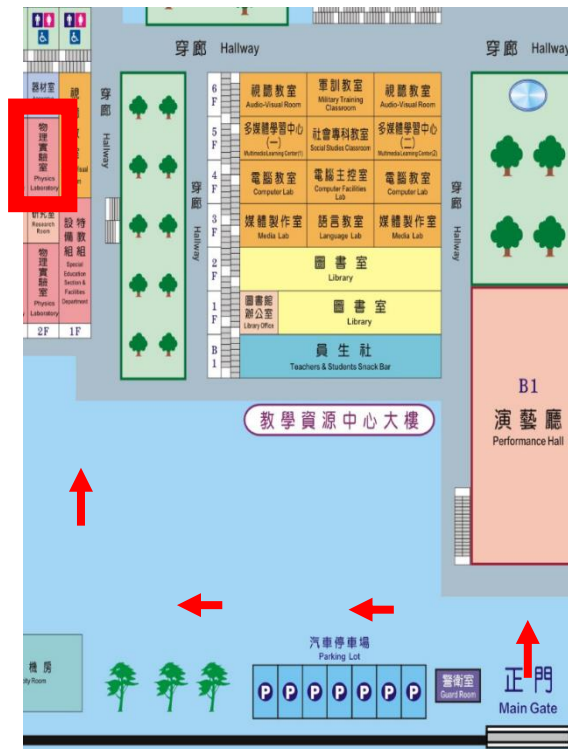 穿廊 Hallway
穿廊 Hallway
器材室
視
物理實驗室
Physics
Laboratory
研究室
Research
Room
物理實驗室
Physics
Laboratory
特教組
設備組
Special
Education
Section &
Facilities
Department
2F
1F
穿廊
Hallway
穿廊
Hallway
穿廊
Hallway
6F
視聽教室
Audio-Visual Room
軍訓教室
Military Training
Classroom
視聽教室
Audio-Visual Room
5F
多媒體學習中心
(一)
Multimedia Learning Center(1)
社會專科教室
Social Studies Classroom
多媒體學習中心
(二)
Multimedia Learning Center(2)
4F
電腦教室
Computer Lab
電腦主控室
Computer Facilities
Lab
電腦教室
Computer Lab
3F
媒體製作室
Media Lab
語言教室
Language Lab
媒體製作室
Media Lab
2F
圖書室
Library
1F
圖書館
辦公室
Library Office
圖書室
Library
B1
員生社
Teachers & Students Snack Bar
教學資源中心大樓
B1
演藝廳
Performance Hall
機房
ty Room
汽車停車場
Parking Lot
P P P P P P P
警衛室
Guard Room
正門
Main Gate